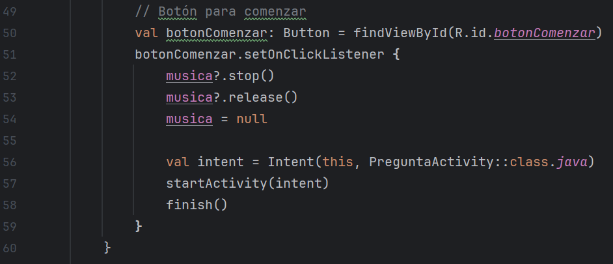 49 // Botón para comenzar
50 val botonComenzar: Button = findViewById(R.id.botonComenzar)
51 botonComenzar.setOnClickListener {
52 musica?.stop()
53 musica?.release()
54 musica = null
55
56 val intent = Intent(this, PreguntaActivity::class.java)
57 startActivity(intent)
58 finish()
59 }
60 }